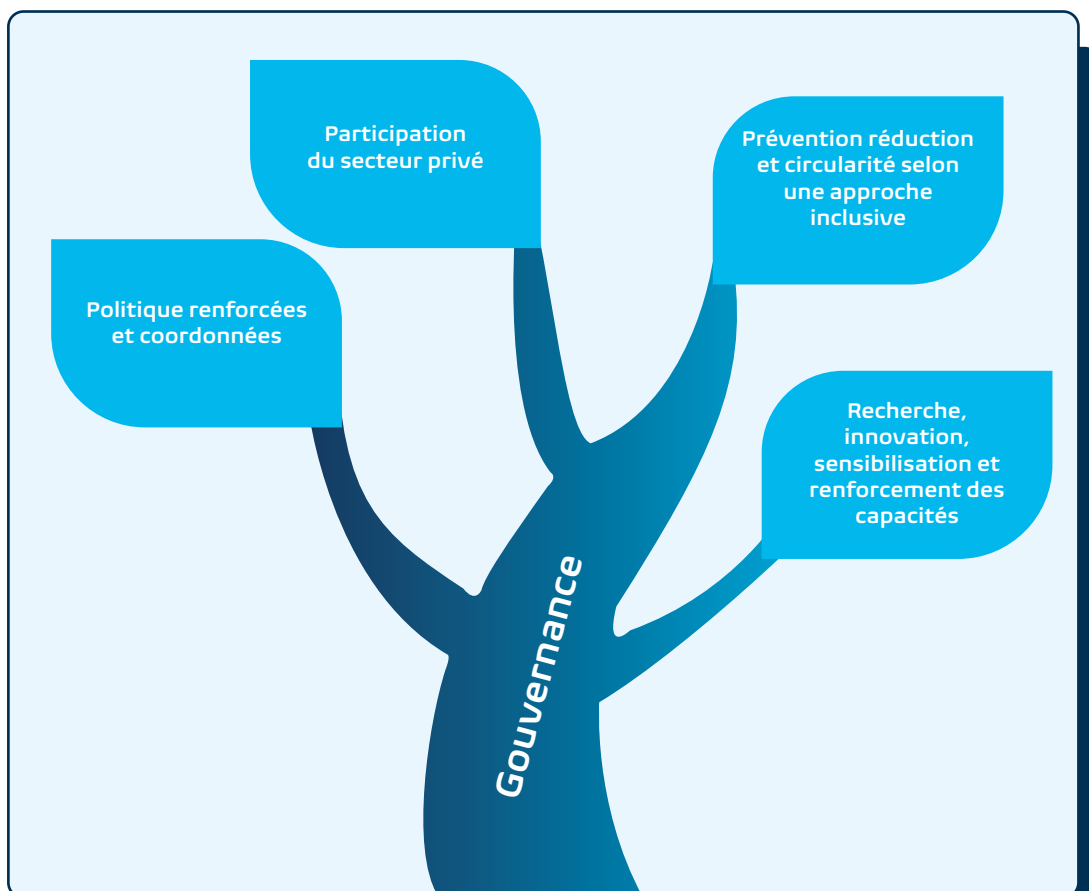 Participation
du secteur privé
Prévention réduction
et circularité selon
une approche
inclusive
Politique renforcées
et coordonnées
Recherche,
innovation,
sensibilisation et
renforcement des
capacités
Gouvernance